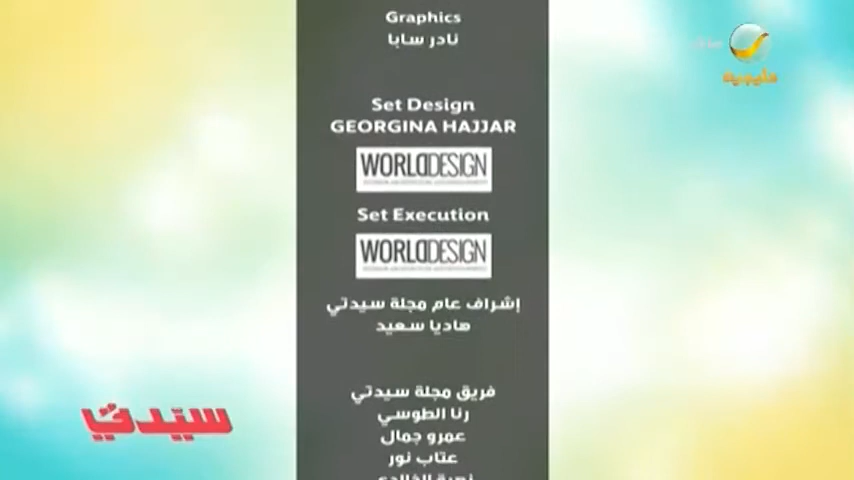 Graphics
نادر سابا
Set Design
GEORGINA HAJJAR
WORLDDESIGN
Set Execution
WORLDDESIGN
إشراف عام مجلة سيدتي
هاديا سعيد
فريق مجلة سيدتي
رنا الطوسي
عمرو جمال
عتاب نور
خليجية
سيدتي